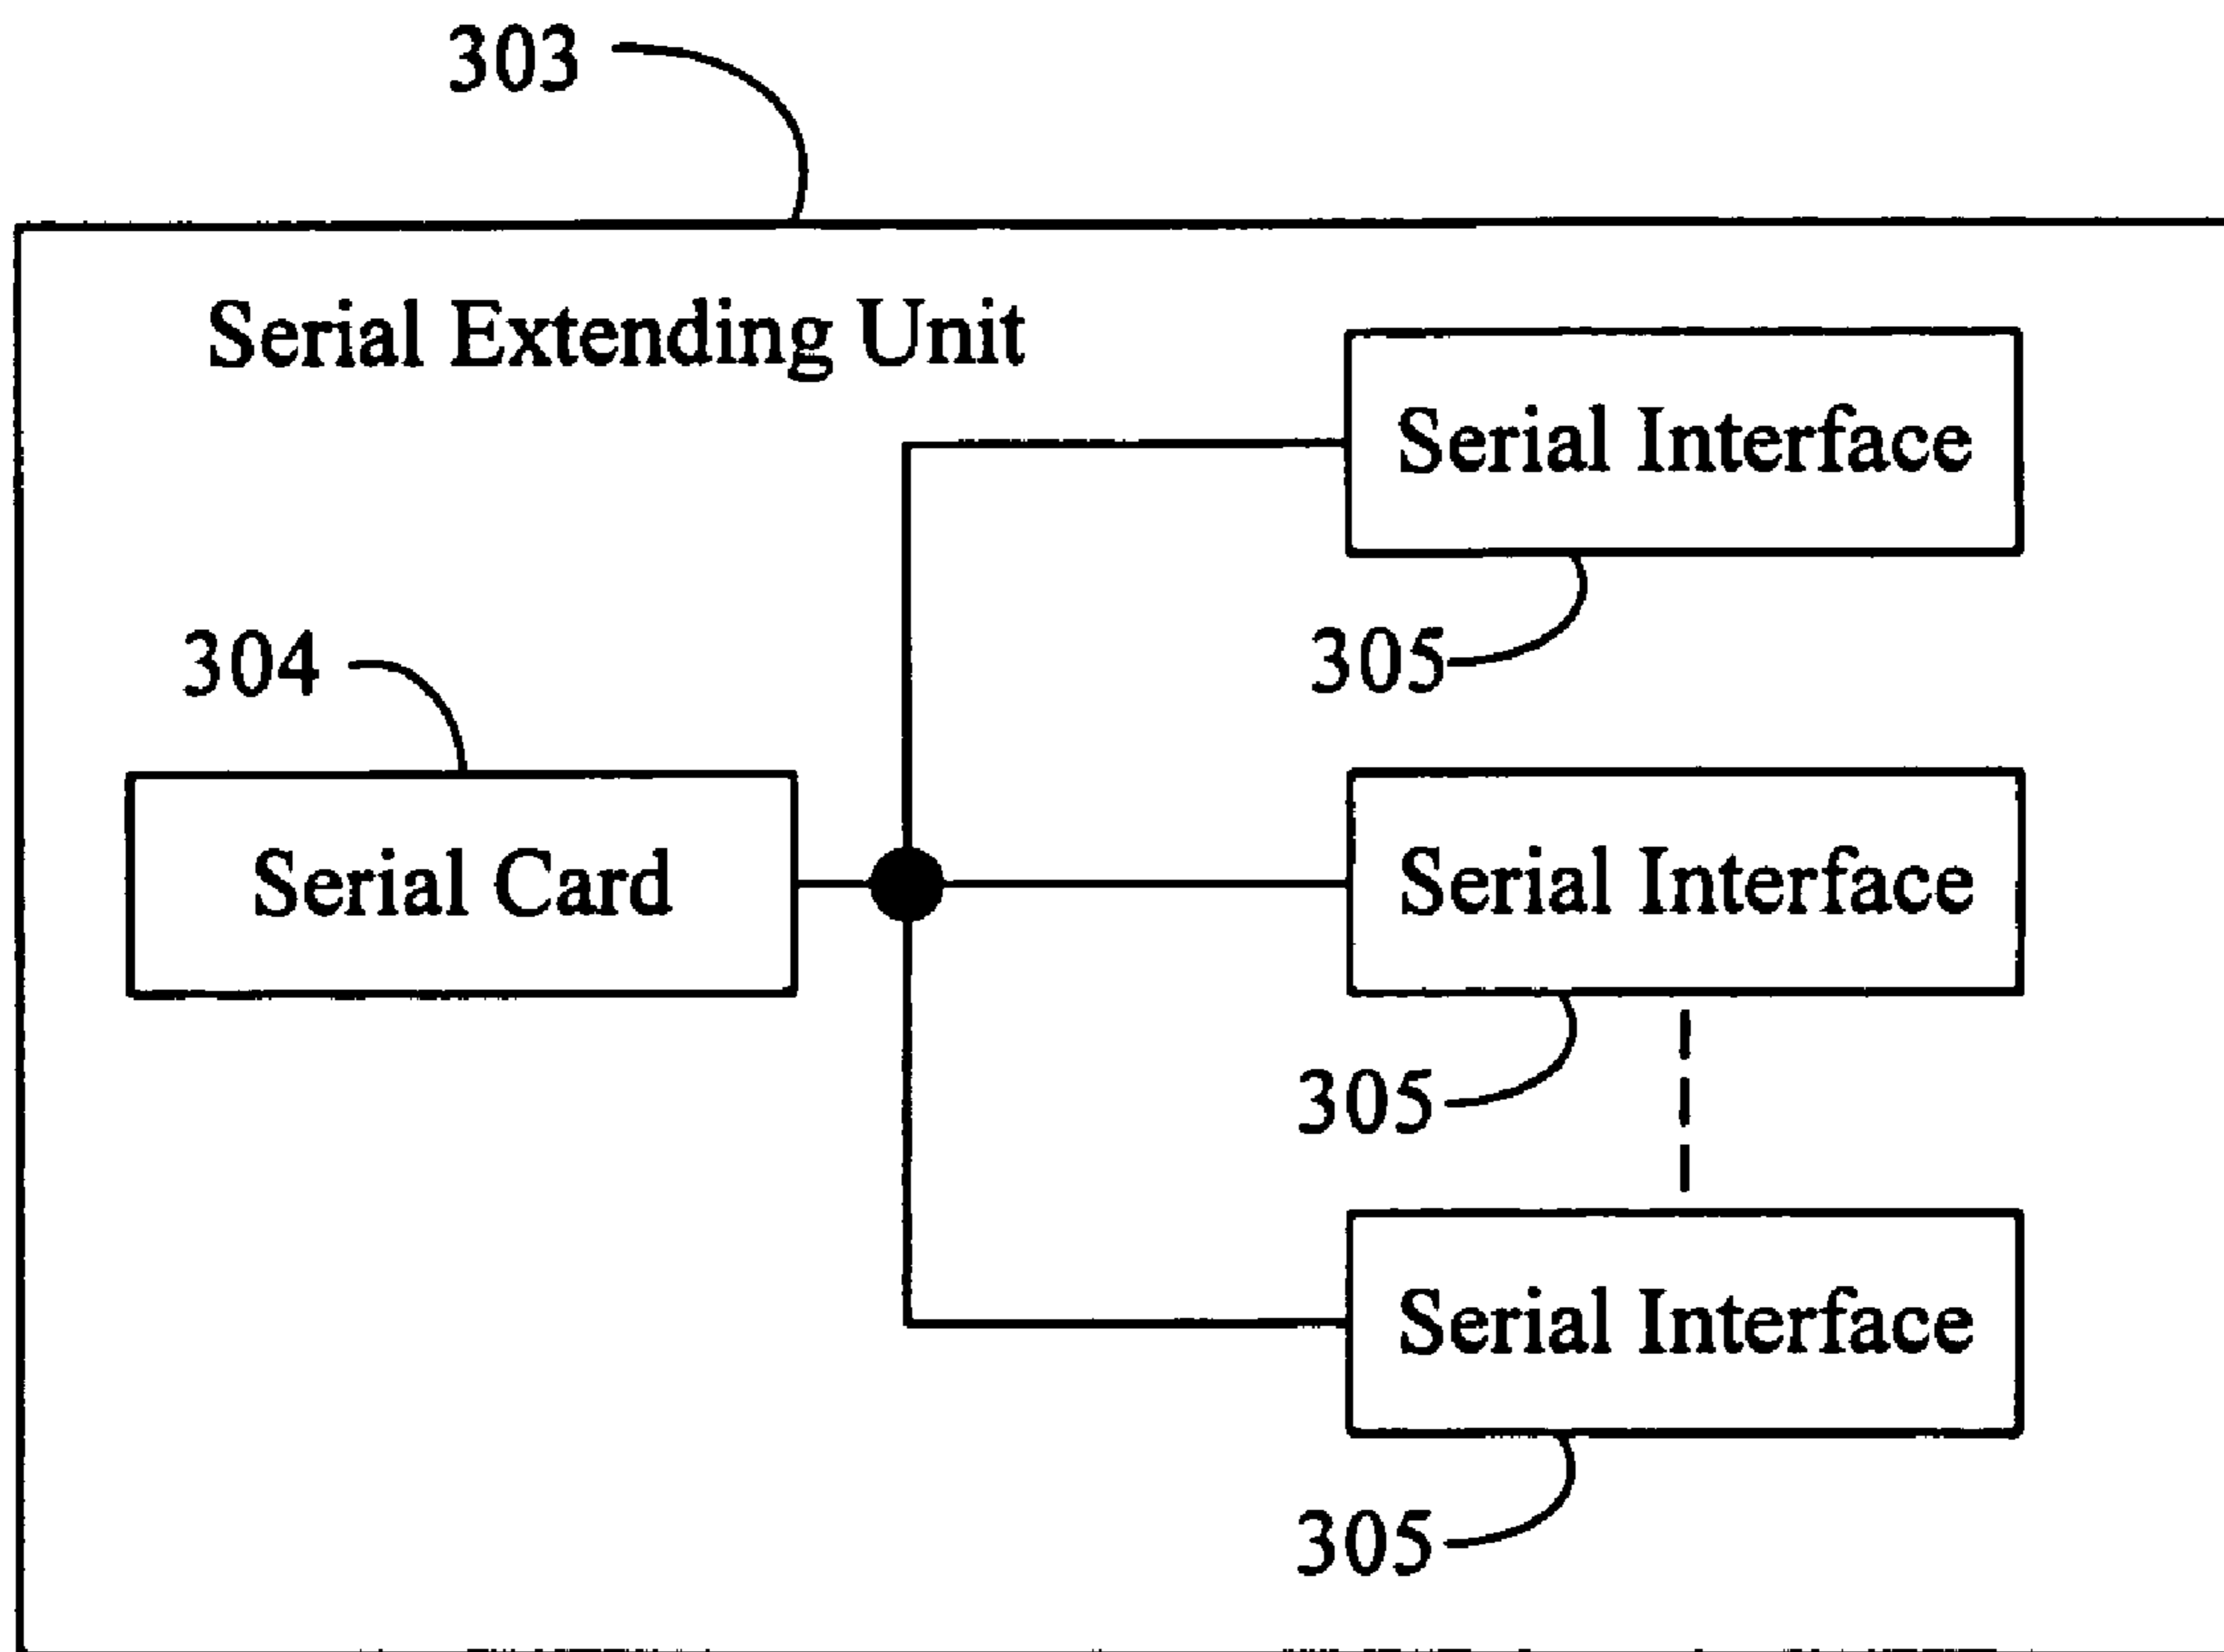 303
Serial Extending Unit
Serial Interface
305
304
Serial Card
Serial Interface
305
Serial Interface
305